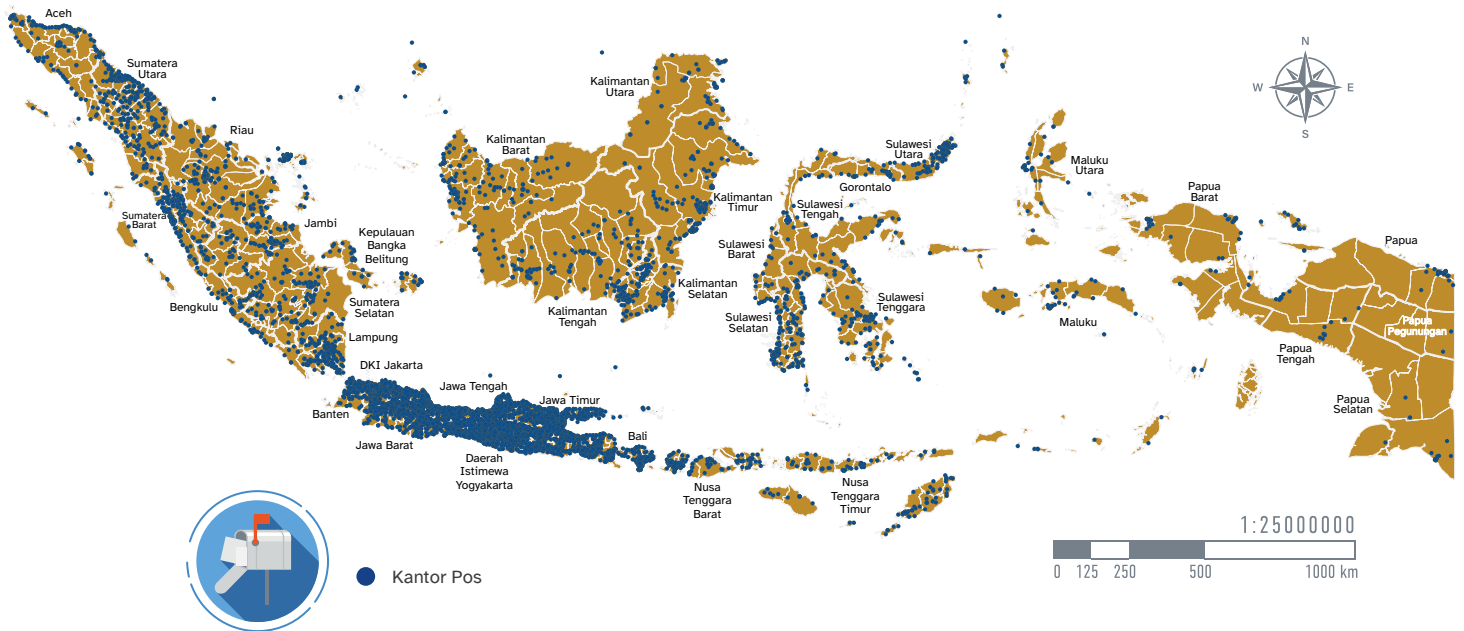 Aceh
Sumatera
Utara
Riau
Sumatera
Barat
Jambi
Kepulauan
Bangka
Belitung
Bengkulu
Sumatera
Selatan
Lampung
DKI Jakarta
Banten
Jawa Barat
Jawa Tengah
Daerah
Istimewa
Yogyakarta
Jawa Timur
Bali
Nusa
Tenggara
Barat
Nusa
Tenggara
Timur
Kalimantan
Barat
Kalimantan
Utara
Kalimantan
Timur
Kalimantan
Selatan
Kalimantan
Tengah
Sulawesi
Utara
Gorontalo
Sulawesi
Tengah
Sulawesi
Barat
Sulawesi
Selatan
Sulawesi
Tenggara
Maluku
Utara
Maluku
Papua
Barat
Papua
Papua
Pegunungan
Papua
Tengah
Papua
Selatan
N
W E
S
Kantor Pos
1:25000000
0 125 250 500 1000 km